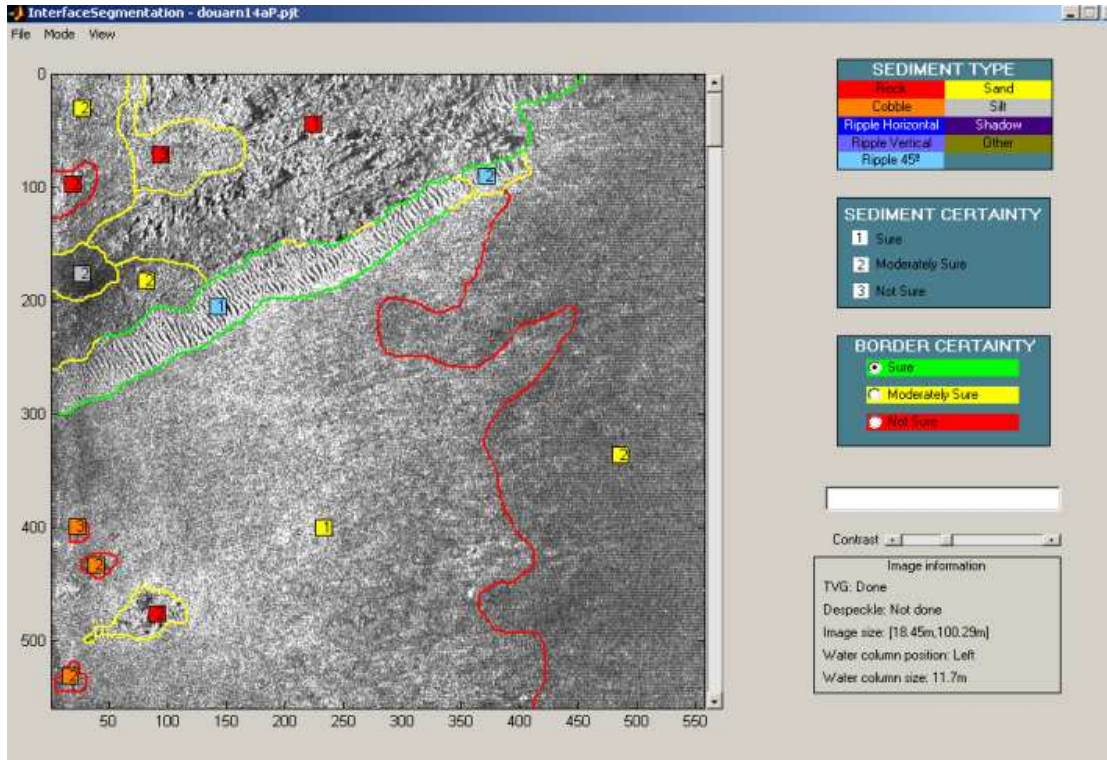 InterfaceSegmentation - douarn14aP.pjt
File Mode View
SEDIMENT TYPE
Rock Sand
Cobble Silt
Ripple Horizontal Shadow
Ripple Vertical Other
Ripple 45º
SEDIMENT CERTAINTY
1 Sure
2 Moderately Sure
3 Not Sure
BORDER CERTAINTY
Sure
Moderately Sure
Not Sure
Contrast
Image information
TVG: Done
Despeckle: Not done
Image size: [18.45m,100.29m]
Water column position: Left
Water column size: 11.7m
0
2
100
2
2
2
200
1
300
2
400
3
1
2
500
2
50 100 150 200 250 300 350 400 450 500 550